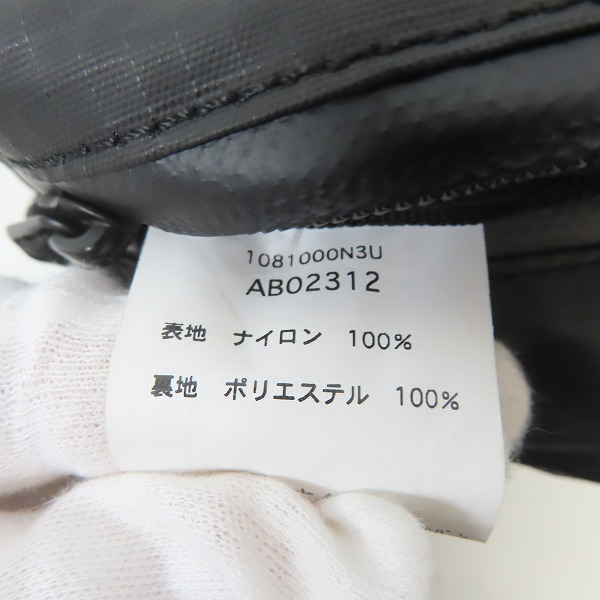 1081000N3U
AB02312
表地 ナイロン 100%
裏地 ポリエステル 100%